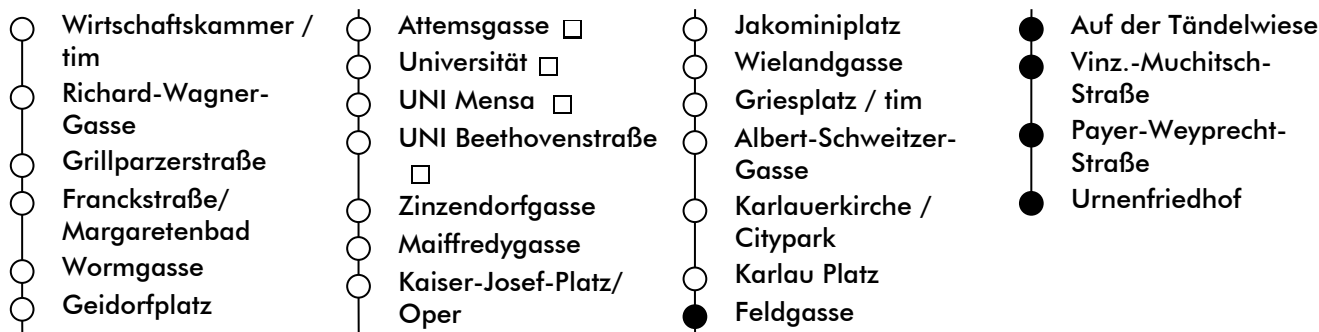 Wirtschaftskammer /
tim
Richard-Wagner-
Gasse
Grillparzerstraße
Franckstraße/
Margaretenbad
Wormgasse
Geidorfplatz
Attemsgasse □
Universität □
UNI Mensa □
UNI Beethovenstraße
□
Zinzendorfgasse
Maiffredygasse
Kaiser-Josef-Platz/
Oper
Jakominiplatz
Wielandgasse
Griesplatz / tim
Albert-Schweitzer-
Gasse
Karlauerkirche /
Citypark
Karlau Platz
Feldgasse
Auf der Tändelwiese
Vinz.-Muchitsch-
Straße
Payer-Weyprecht-
Straße
Urnenfriedhof